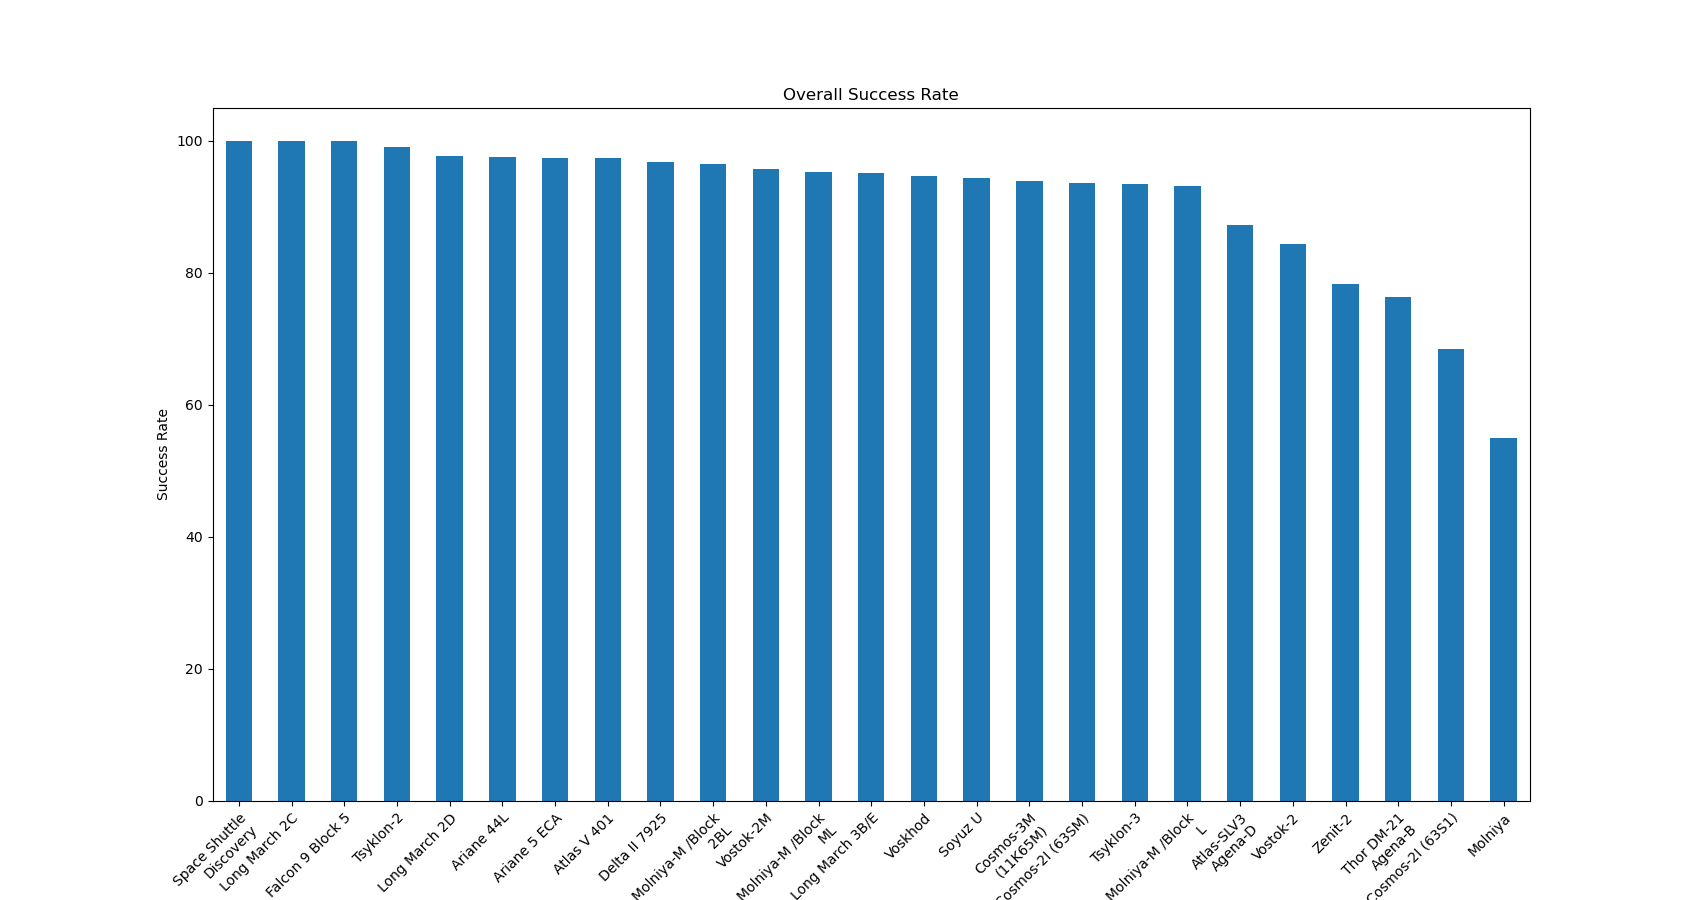 Overall Success Rate
Success Rate
100
80
60
40
20
0
Space Shuttle
Discovery
Long March 2C
Falcon 9 Block 5
Tsyklon-2
Long March 2D
Ariane 44L
Ariane 5 ECA
Atlas V 401
Delta II 7925
Molniya-M /Block
2BL
Vostok-2M
Molniya-M /Block
ML
Long March 3B/E
Voskhod
Soyuz U
Cosmos-3M
(11K65M)
Cosmos-2I (63SM)
Tsyklon-3
Molniya-M /Block
L
Atlas-SLV3
Agena-D
Vostok-2
Zenit-2
Thor DM-21
Agena-B
Cosmos-2I (63S1)
Molniya